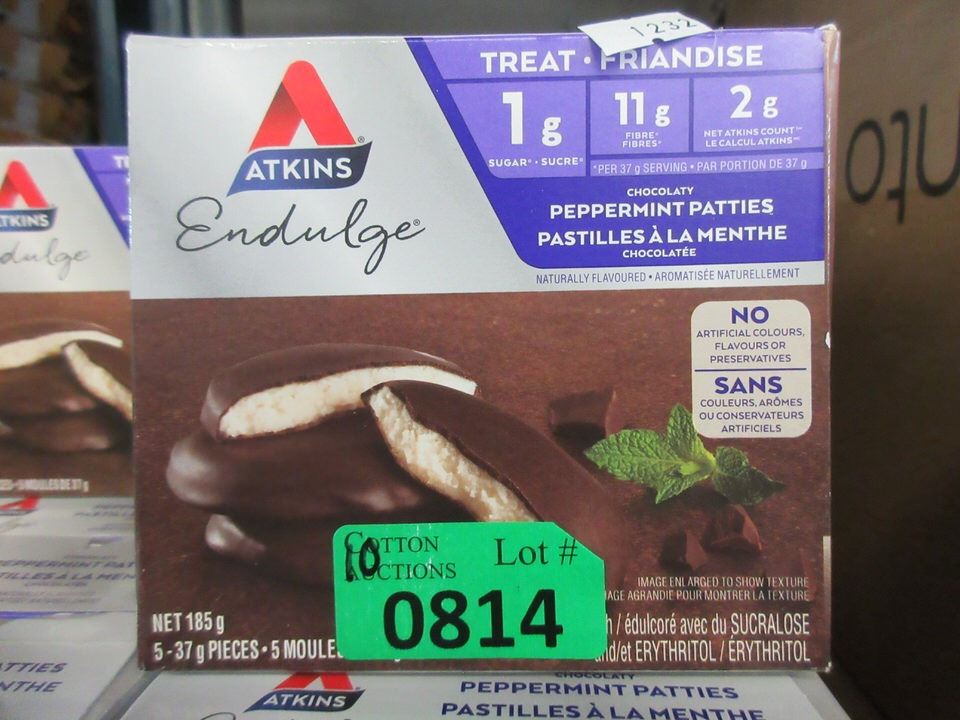 1232
TREAT • FRIANDISE
ATKINS
Endulge®
1g
SUGAR* • SUCRE*
11g
FIBRE*
FIBRES*
2g
NET ATKINS COUNT™*
LE CALCUL ATKINS™*
*PER 37 g SERVING • PAR PORTION DE 37 g
CHOCOLATY
PEPPERMINT PATTIES
PASTILLES À LA MENTHE
CHOCOLATÉE
NATURALLY FLAVOURED • AROMATISÉE NATURELLEMENT
NO
ARTIFICIAL COLOURS,
FLAVOURS OR
PRESERVATIVES
SANS
COULEURS, ARÔMES
OU CONSERVATEURS
ARTIFICIELS
IMAGE ENLARGED TO SHOW TEXTURE
AGRANDIE POUR MONTRER LA TEXTURE
COTTON
AUCTIONS
10
Lot #
0814
NET 185 g
5 - 37 g PIECES • 5 MOULE
/ édulcoré avec du SUCRALOSE
/et ERYTHRITOL / ÉRYTHRITOL
TKINS
dulge
ATKINS
CHOCOLATY
PEPPERMINT PATTIES
PASTILLES À LA MENTHE